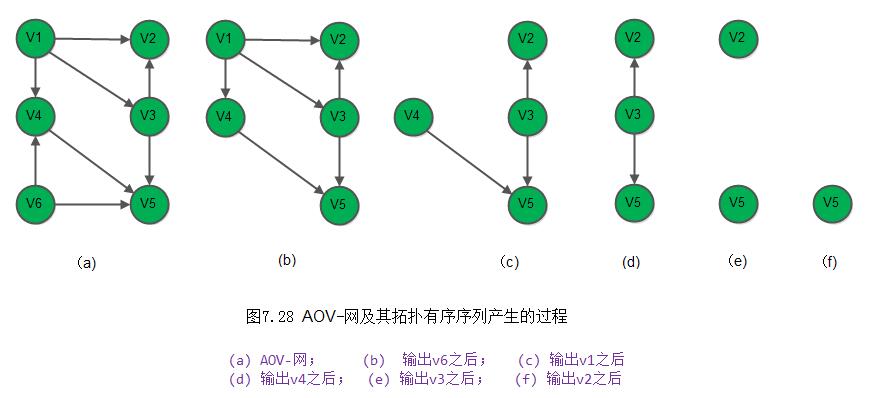 V1 V2 V1 V2 V2 V2 V2
V4 V3 V4 V3 V4 V3 V3
V6 V5 V5 V5 V5 V5 V5
(a) (b) (c) (d) (e) (f)
图7.28 AOV-网及其拓扑有序序列产生的过程
(a) AOV-网; (b) 输出v6之后; (c) 输出v1之后
(d) 输出v4之后; (e) 输出v3之后; (f) 输出v2之后